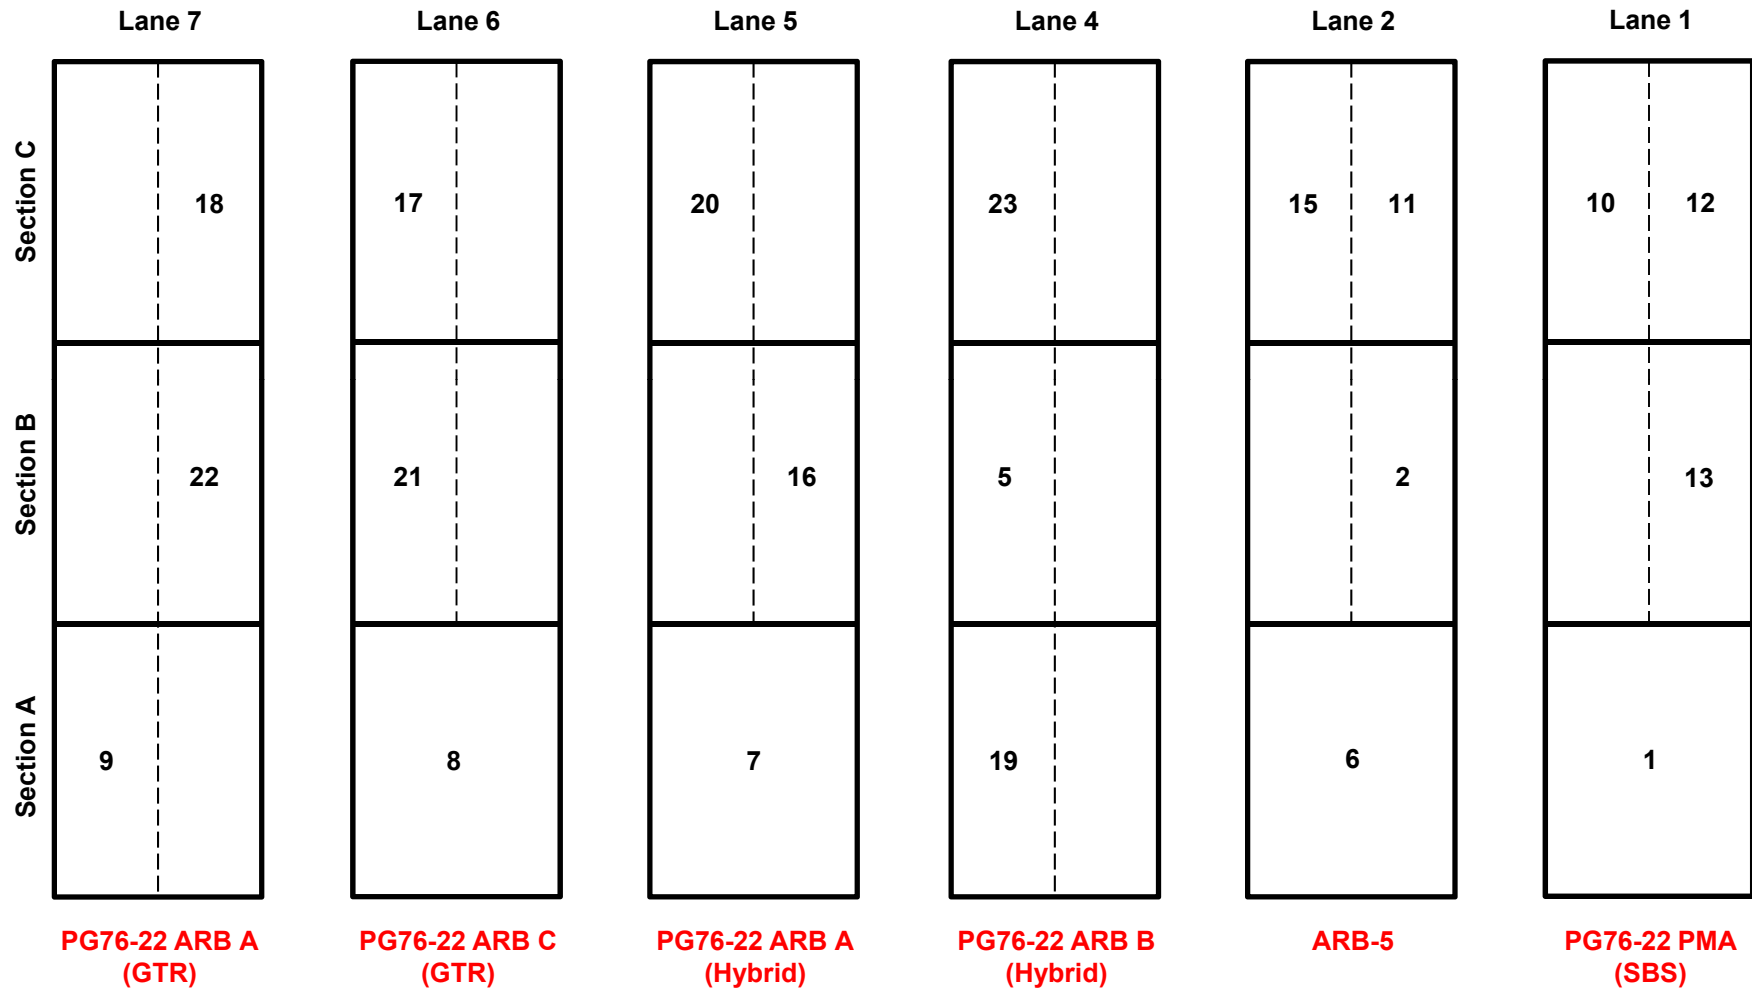 Lane 7 Lane 6 Lane 5 Lane 4 Lane 2 Lane 1
Section C
18 17 20 23 15 11 10 12
Section B
22 21 16 5 2 13
Section A
9 8 7 19 6 1
PG76-22 ARB A PG76-22 ARB C PG76-22 ARB A PG76-22 ARB B ARB-5 PG76-22 PMA
(GTR) (GTR) (Hybrid) (Hybrid) (SBS)